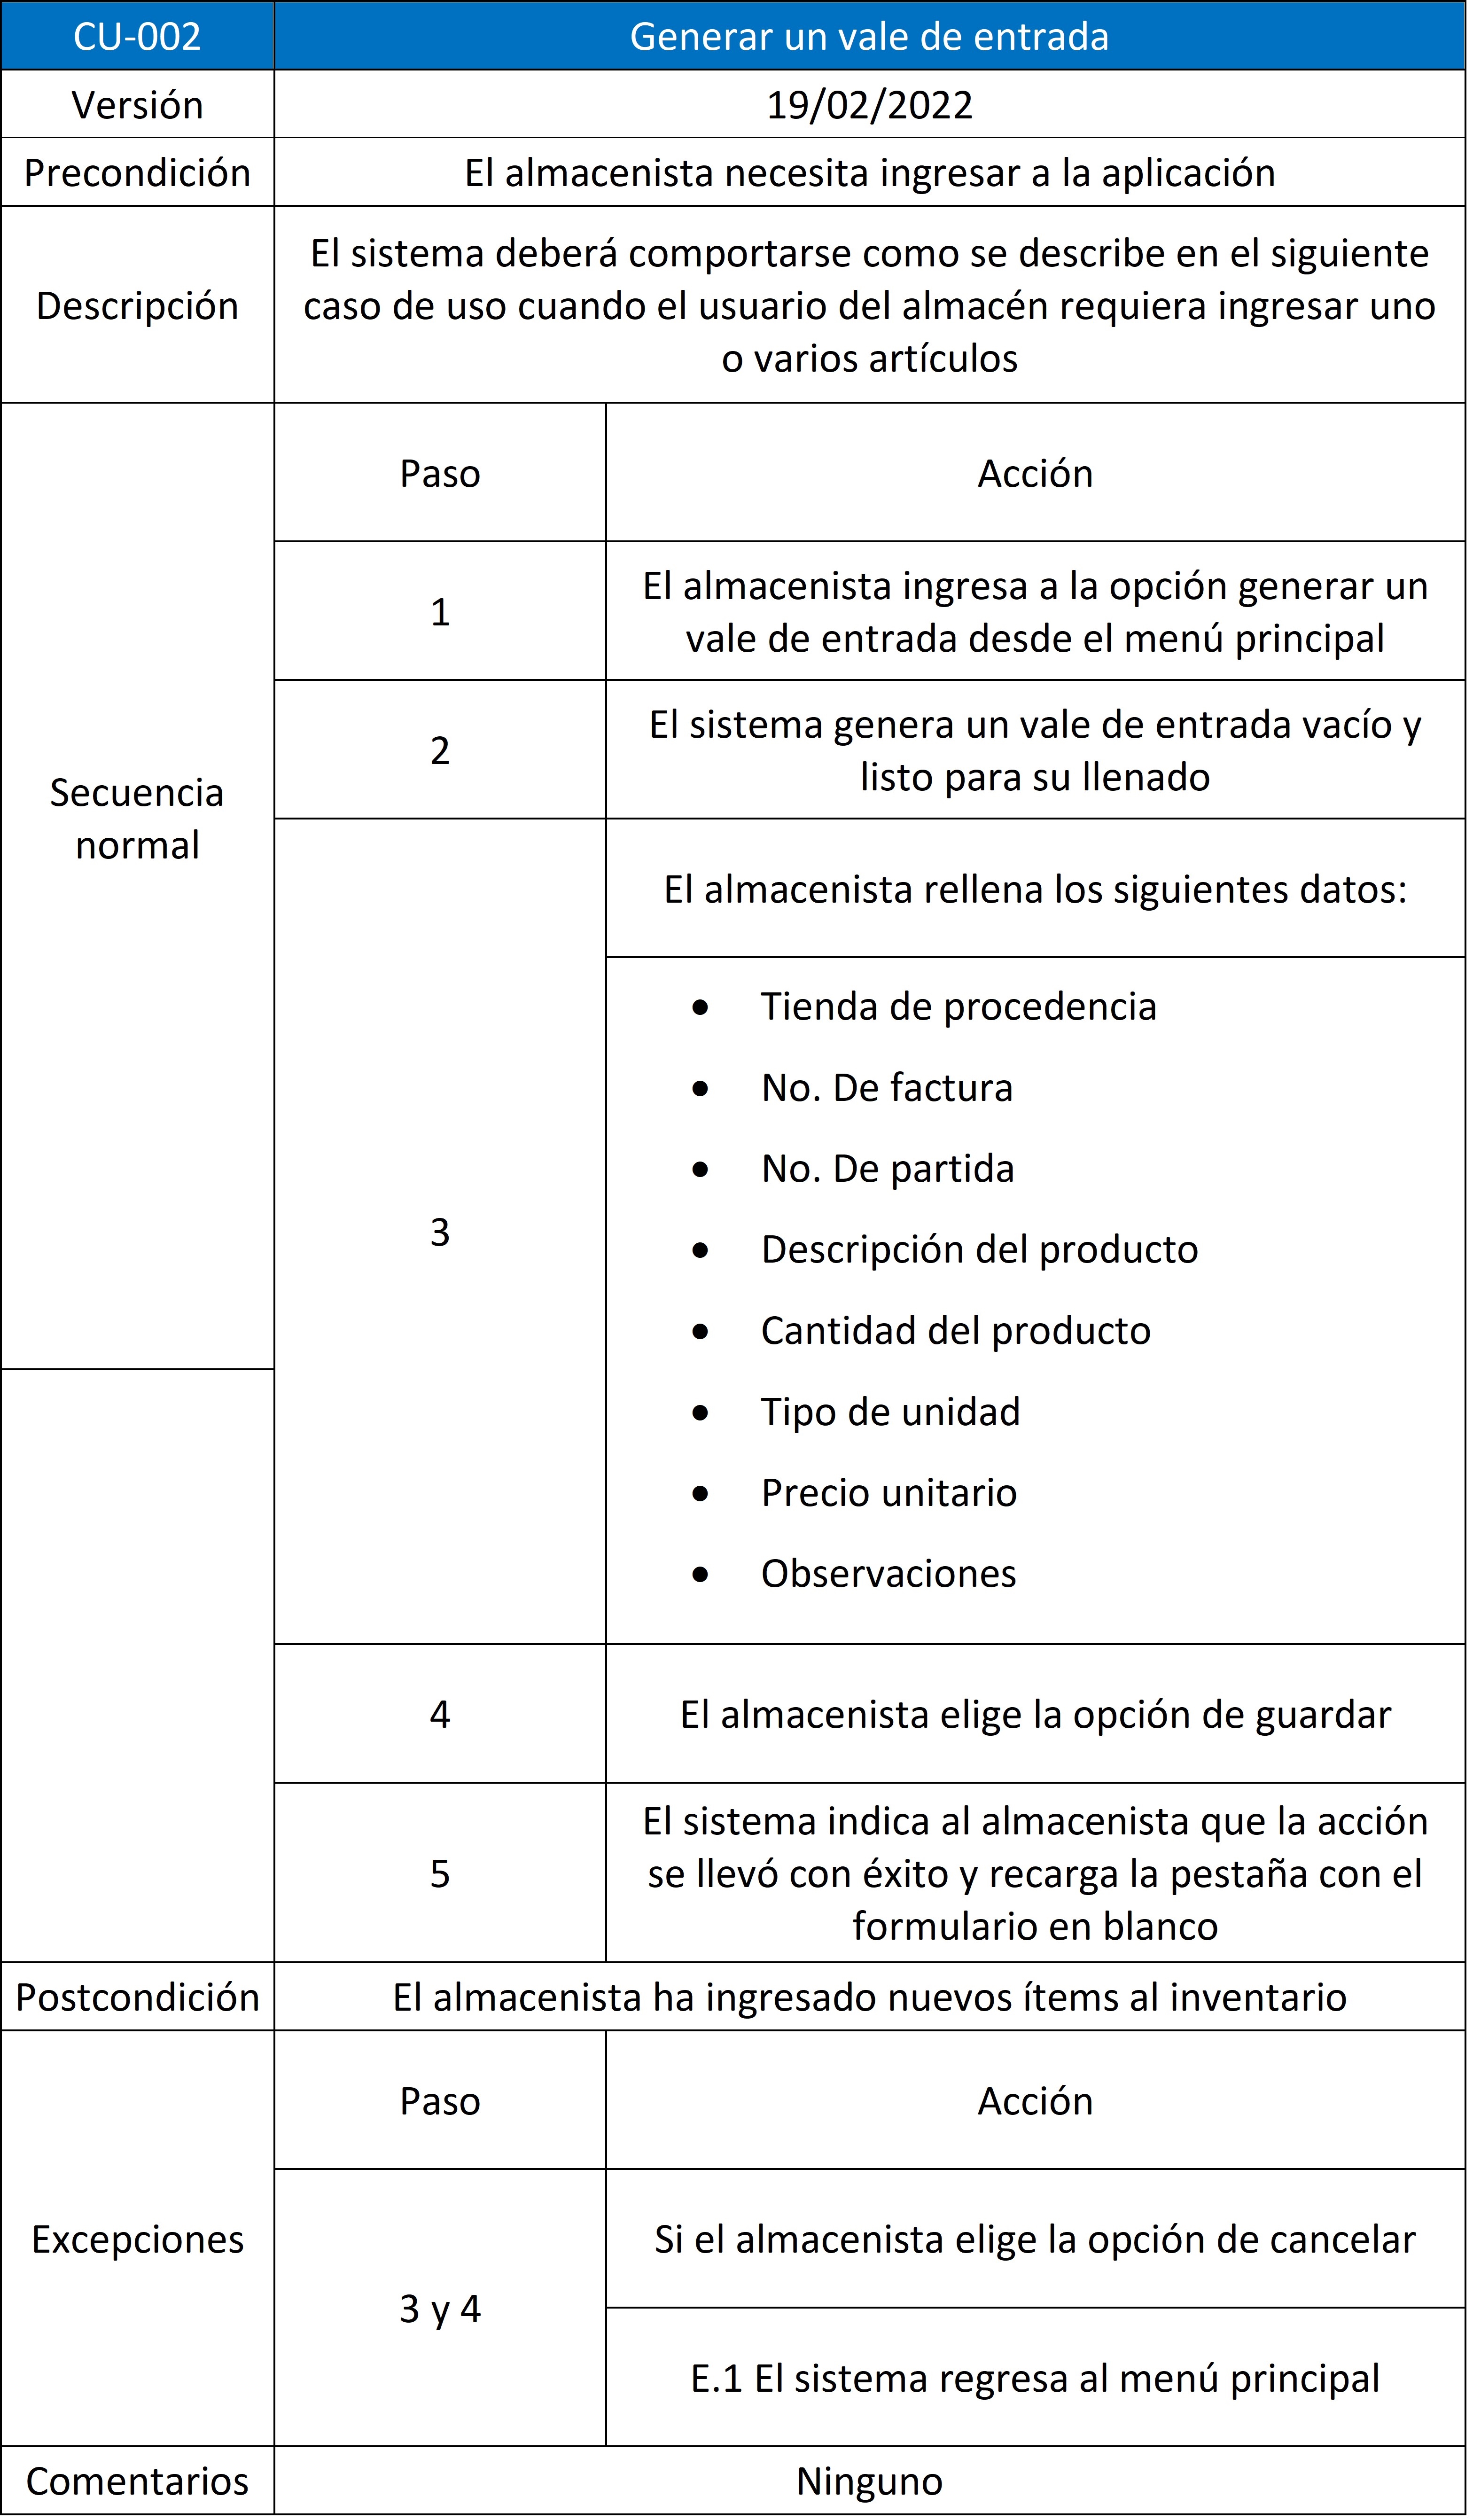 CU-002
Generar un vale de entrada
Versión
19/02/2022
Precondición
El almacenista necesita ingresar a la aplicación
Descripción
El sistema deberá comportarse como se describe en el siguiente
caso de uso cuando el usuario del almacén requiera ingresar uno
o varios artículos
Secuencia
normal
Paso
Acción
1
El almacenista ingresa a la opción generar un
vale de entrada desde el menú principal
2
El sistema genera un vale de entrada vacío y
listo para su llenado
3
El almacenista rellena los siguientes datos:
• Tienda de procedencia
• No. De factura
• No. De partida
• Descripción del producto
• Cantidad del producto
• Tipo de unidad
• Precio unitario
• Observaciones
4
El almacenista elige la opción de guardar
5
El sistema indica al almacenista que la acción
se llevó con éxito y recarga la pestaña con el
formulario en blanco
Postcondición
El almacenista ha ingresado nuevos ítems al inventario
Excepciones
Paso
Acción
3 y 4
Si el almacenista elige la opción de cancelar
E.1 El sistema regresa al menú principal
Comentarios
Ninguno